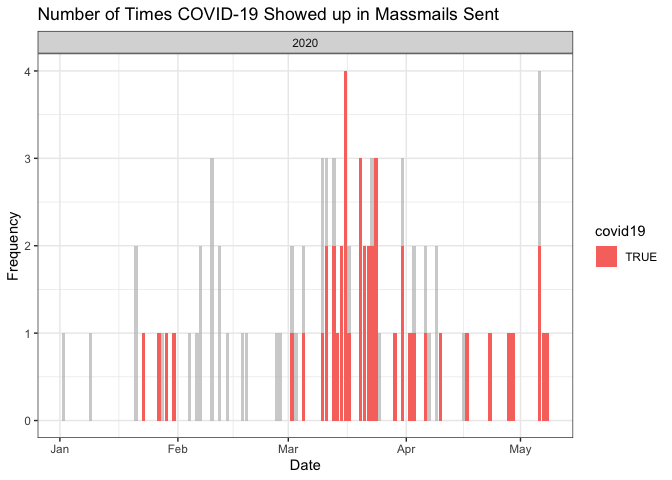 Number of Times COVID-19 Showed up in Massmails Sent
2020
4
3
2
1
0
Frequency
Jan Feb Mar Apr May
Date
covid19
TRUE